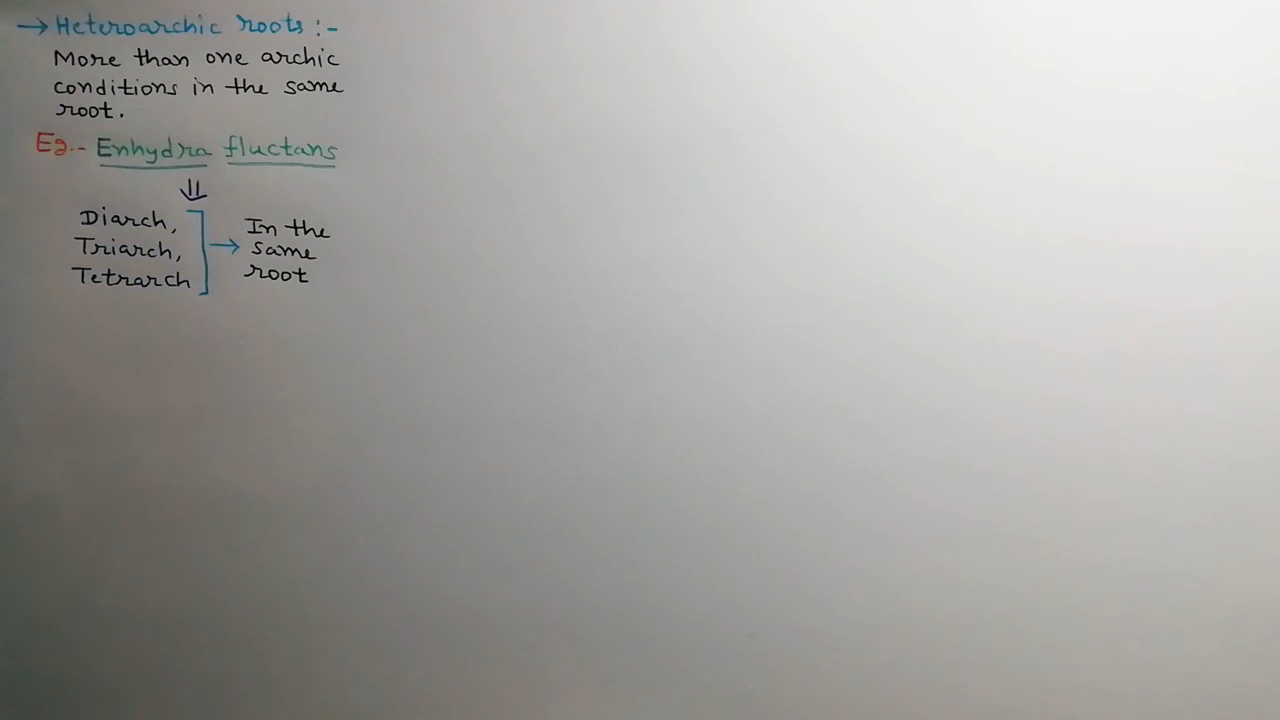 → Heteroarchic roots :-
More than one archic
conditions in the same
root.
Eg.- Enhydra fluctans
⇓
Diarch,
Triarch,
Tetrarch
→ In the
same
root